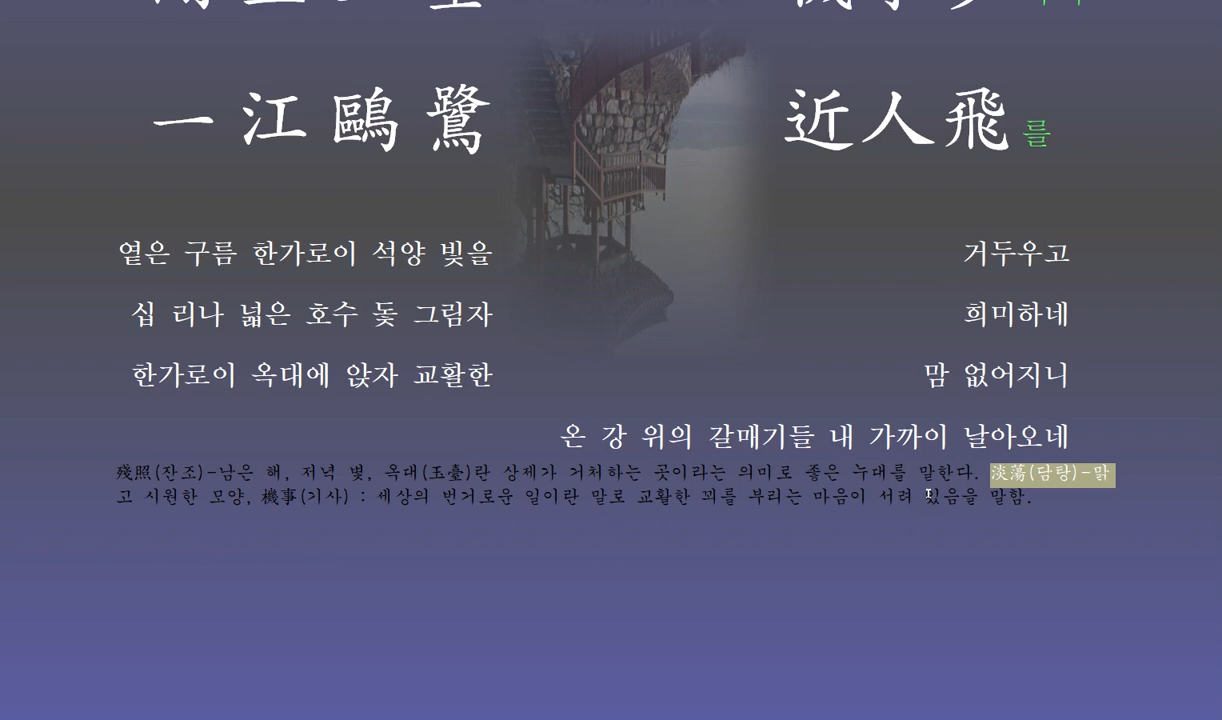 一江鷗鷺 近人飛를
옅은 구름 한가로이 석양 빛을 거두우고
십 리나 넓은 호수 돛 그림자 희미하네
한가로이 옥대에 앉자 교활한 맘 없어지니
온 강 위의 갈매기들 내 가까이 날아오네
殘照(잔조)-남은 해, 저녁 볓, 옥대(玉臺)란 상제가 거처하는 곳이라는 의미로 좋은 누대를 말한다. 淡蕩(담탕)-맑
고 시원한 모양, 機事(기사) : 세상의 번거로운 일이란 말로 교활한 꾀를 부리는 마음이 서려 있음을 말함.